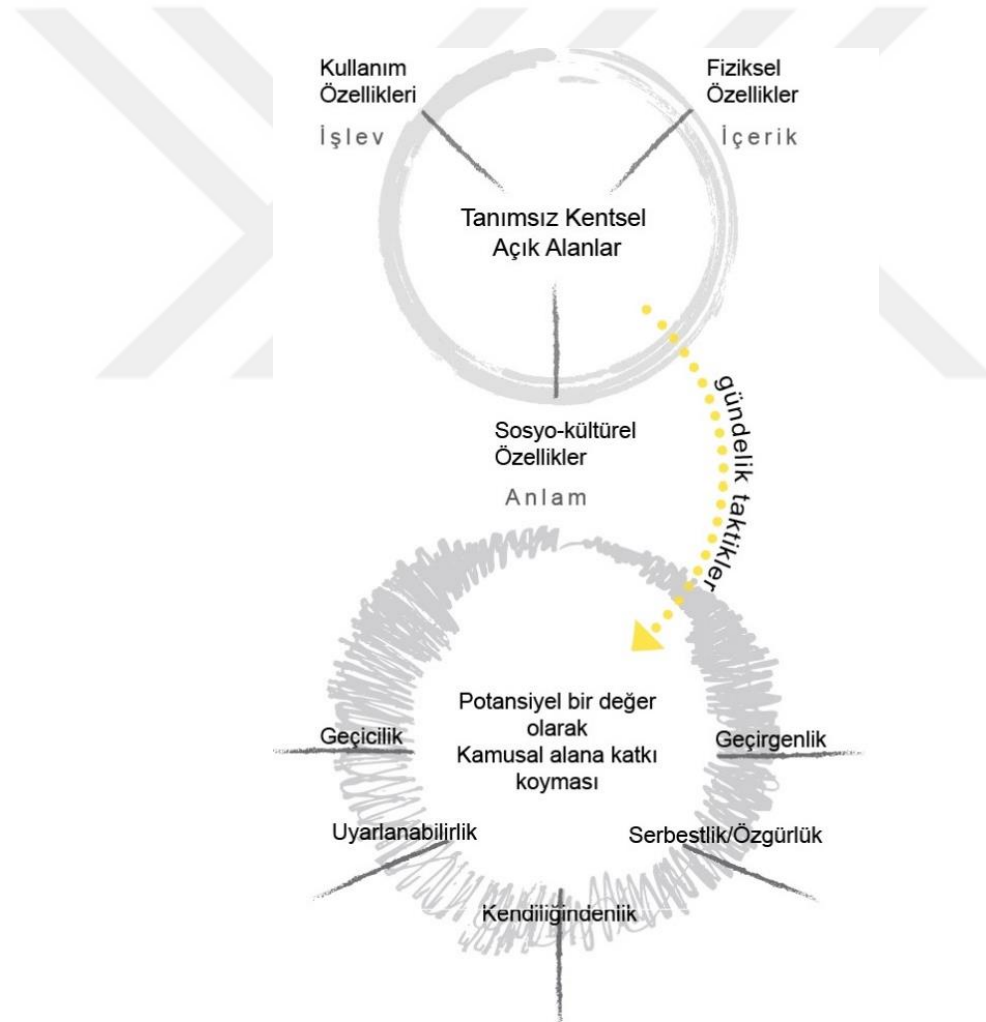 Kullanım
Özellikleri
İşlev
Fiziksel
Özellikler
İçerik
Tanımsız Kentsel
Açık Alanlar
Sosyo-kültürel
Özellikler
Anlam
gündelik taktikler
Potansiyel bir değer
olarak
Kamusal alana katkı
koyması
Geçicilik
Geçirgenlik
Uyarlanabilirlik
Serbestlik/Özgürlük
Kendiliğindenlik